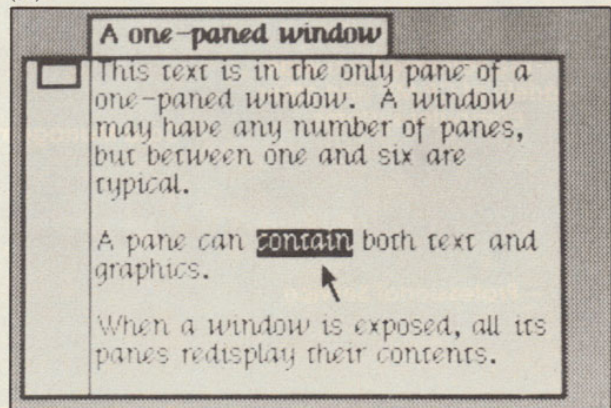 A one-paned window
This text is in the only pane of a
one-paned window. A window
may have any number of panes,
but between one and six are
typical.
A pane can contain both text and
graphics.
When a window is exposed, all its
panes redisplay their contents.